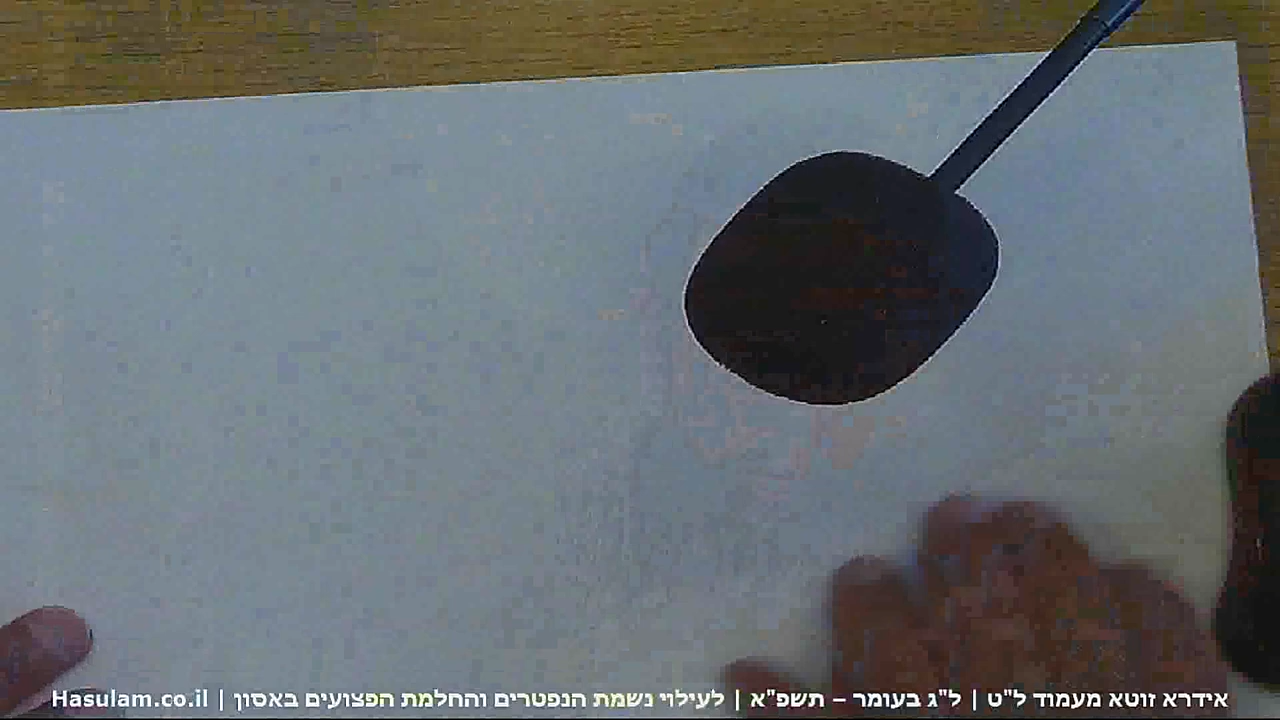 אידרא זוטא מעמוד ל"ט | ל"ג בעומר – תשפ"א | לעילוי נשמת הנפטרים והחלמת הפצועים באסון | Hasulam.co.il